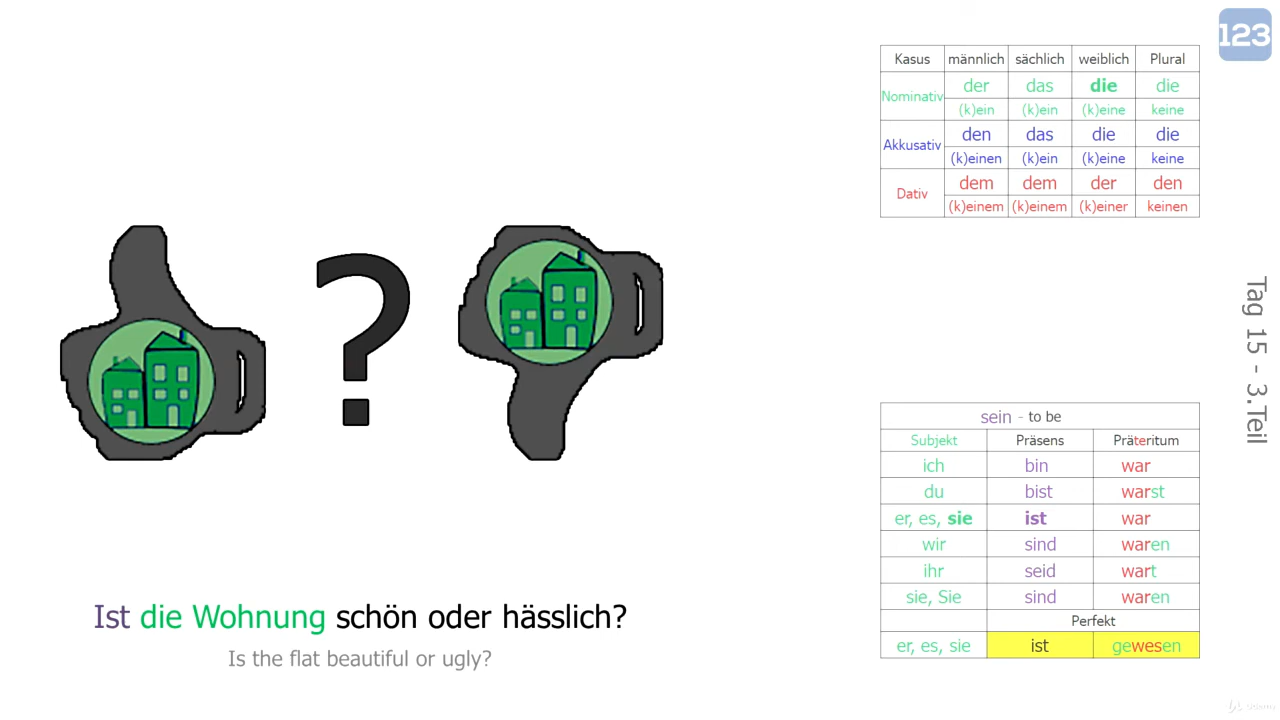 123
Kasus männlich sächlich weiblich Plural
Nominativ der das die die
(k)ein (k)ein (k)eine keine
Akkusativ den das die die
(k)einen (k)ein (k)eine keine
Dativ dem dem der den
(k)einem (k)einem (k)einer keinen
?
Tag 15 - 3.Teil
sein - to be
Subjekt Präsens Präteritum
ich bin war
du bist warst
er, es, sie ist war
wir sind waren
ihr seid wart
sie, Sie sind waren
Perfekt
er, es, sie ist gewesen
Ist die Wohnung schön oder hässlich?
Is the flat beautiful or ugly?